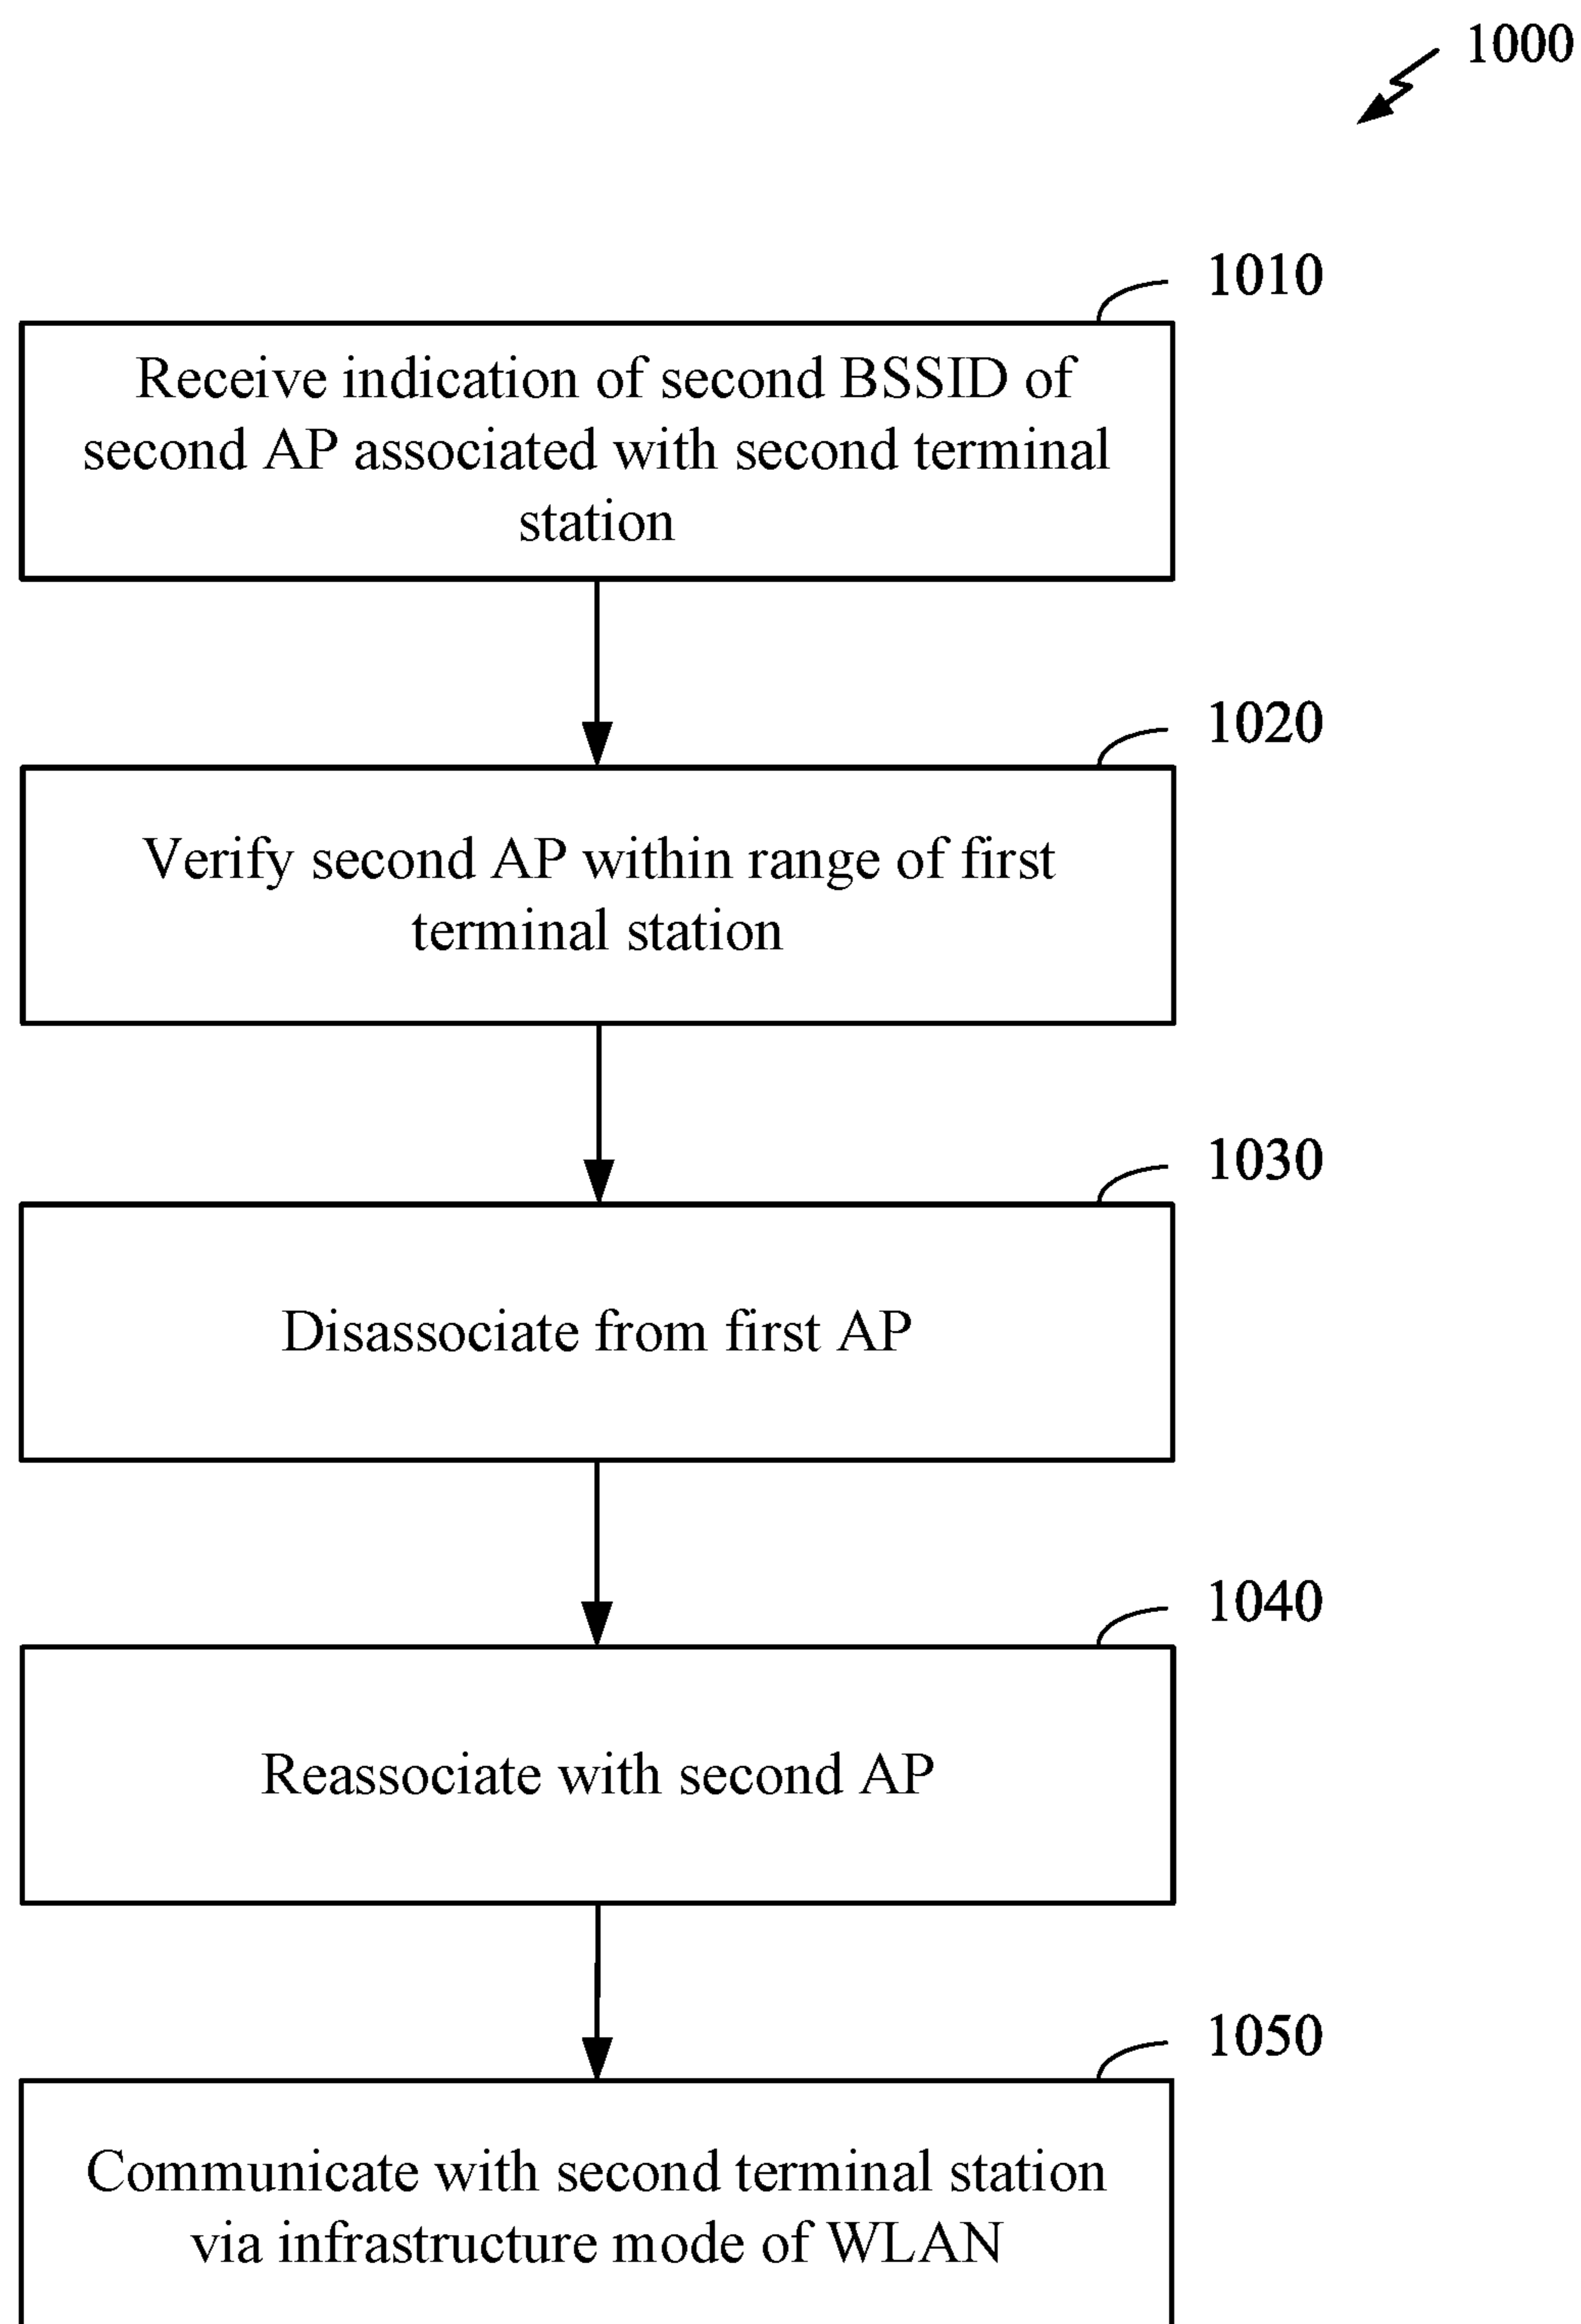 1000
1010
Receive indication of second BSSID of
second AP associated with second terminal
station
1020
Verify second AP within range of first
terminal station
1030
Disassociate from first AP
1040
Reassociate with second AP
1050
Communicate with second terminal station
via infrastructure mode of WLAN